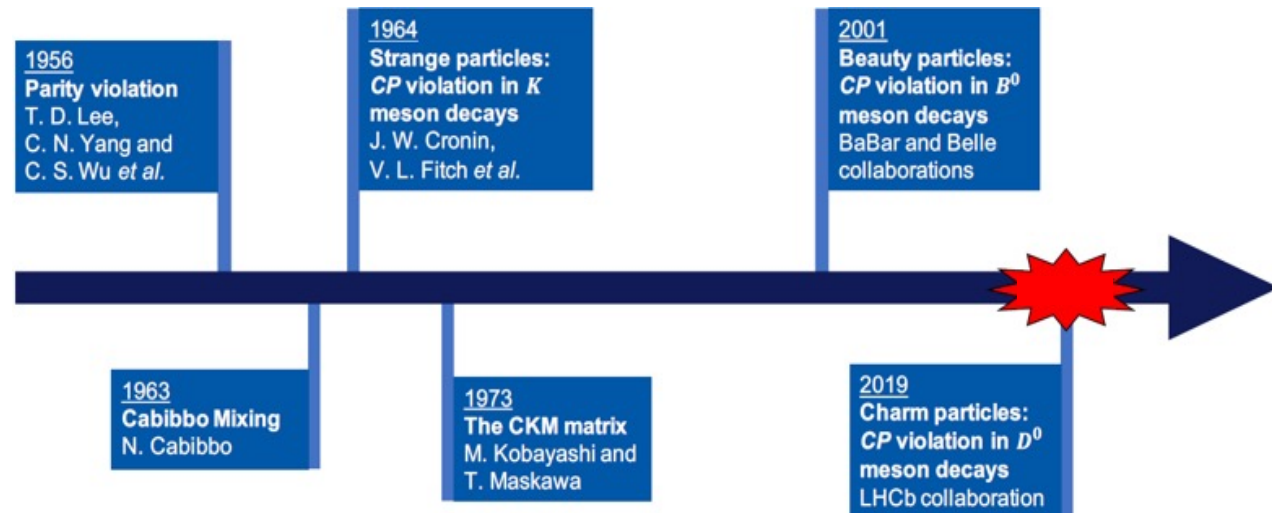 1956
Parity violation
T. D. Lee,
C. N. Yang and
C. S. Wu et al.
1964
Strange particles:
CP violation in K
meson decays
J. W. Cronin,
V. L. Fitch et al.
2001
Beauty particles:
CP violation in B⁰
meson decays
BaBar and Belle
collaborations
1963
Cabibbo Mixing
N. Cabibbo
1973
The CKM matrix
M. Kobayashi and
T. Maskawa
2019
Charm particles:
CP violation in D⁰
meson decays
LHCb collaboration